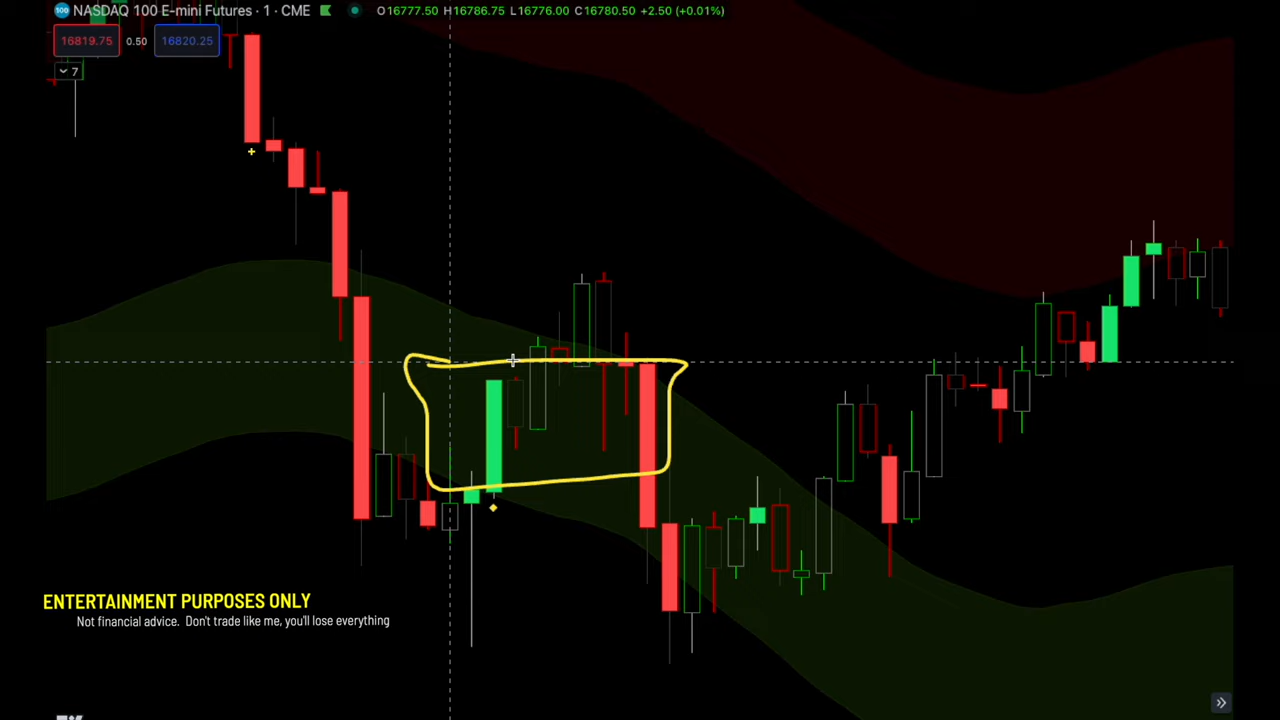 100 NASDAQ 100 E-mini Futures · 1 · CME O16777.50 H16786.75 L16776.00 C16780.50 +2.50 (+0.01%)
16819.75 0.50 16820.25
7
ENTERTAINMENT PURPOSES ONLY
Not financial advice. Don't trade like me, you'll lose everything